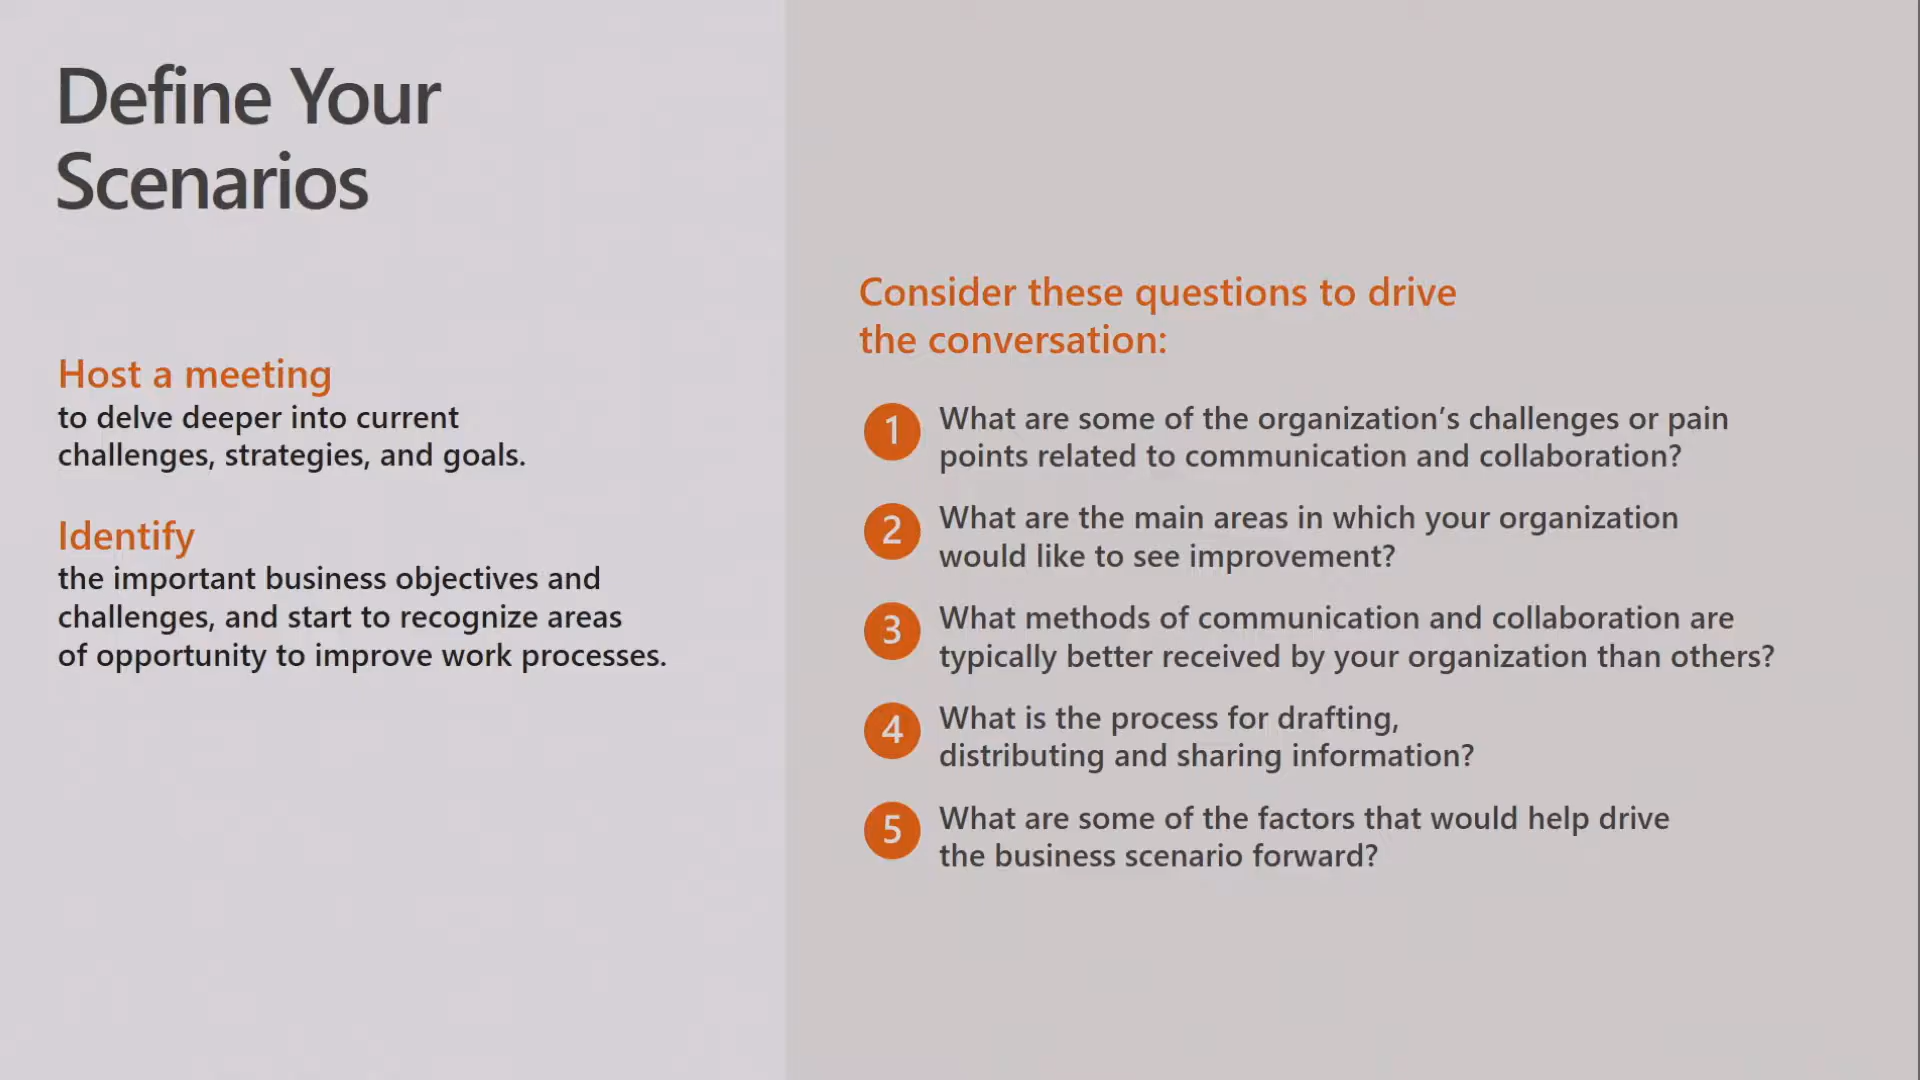 Define Your
Scenarios
Host a meeting
to delve deeper into current
challenges, strategies, and goals.
Identify
the important business objectives and
challenges, and start to recognize areas
of opportunity to improve work processes.
Consider these questions to drive
the conversation:
1 What are some of the organization’s challenges or pain
points related to communication and collaboration?
2 What are the main areas in which your organization
would like to see improvement?
3 What methods of communication and collaboration are
typically better received by your organization than others?
4 What is the process for drafting,
distributing and sharing information?
5 What are some of the factors that would help drive
the business scenario forward?